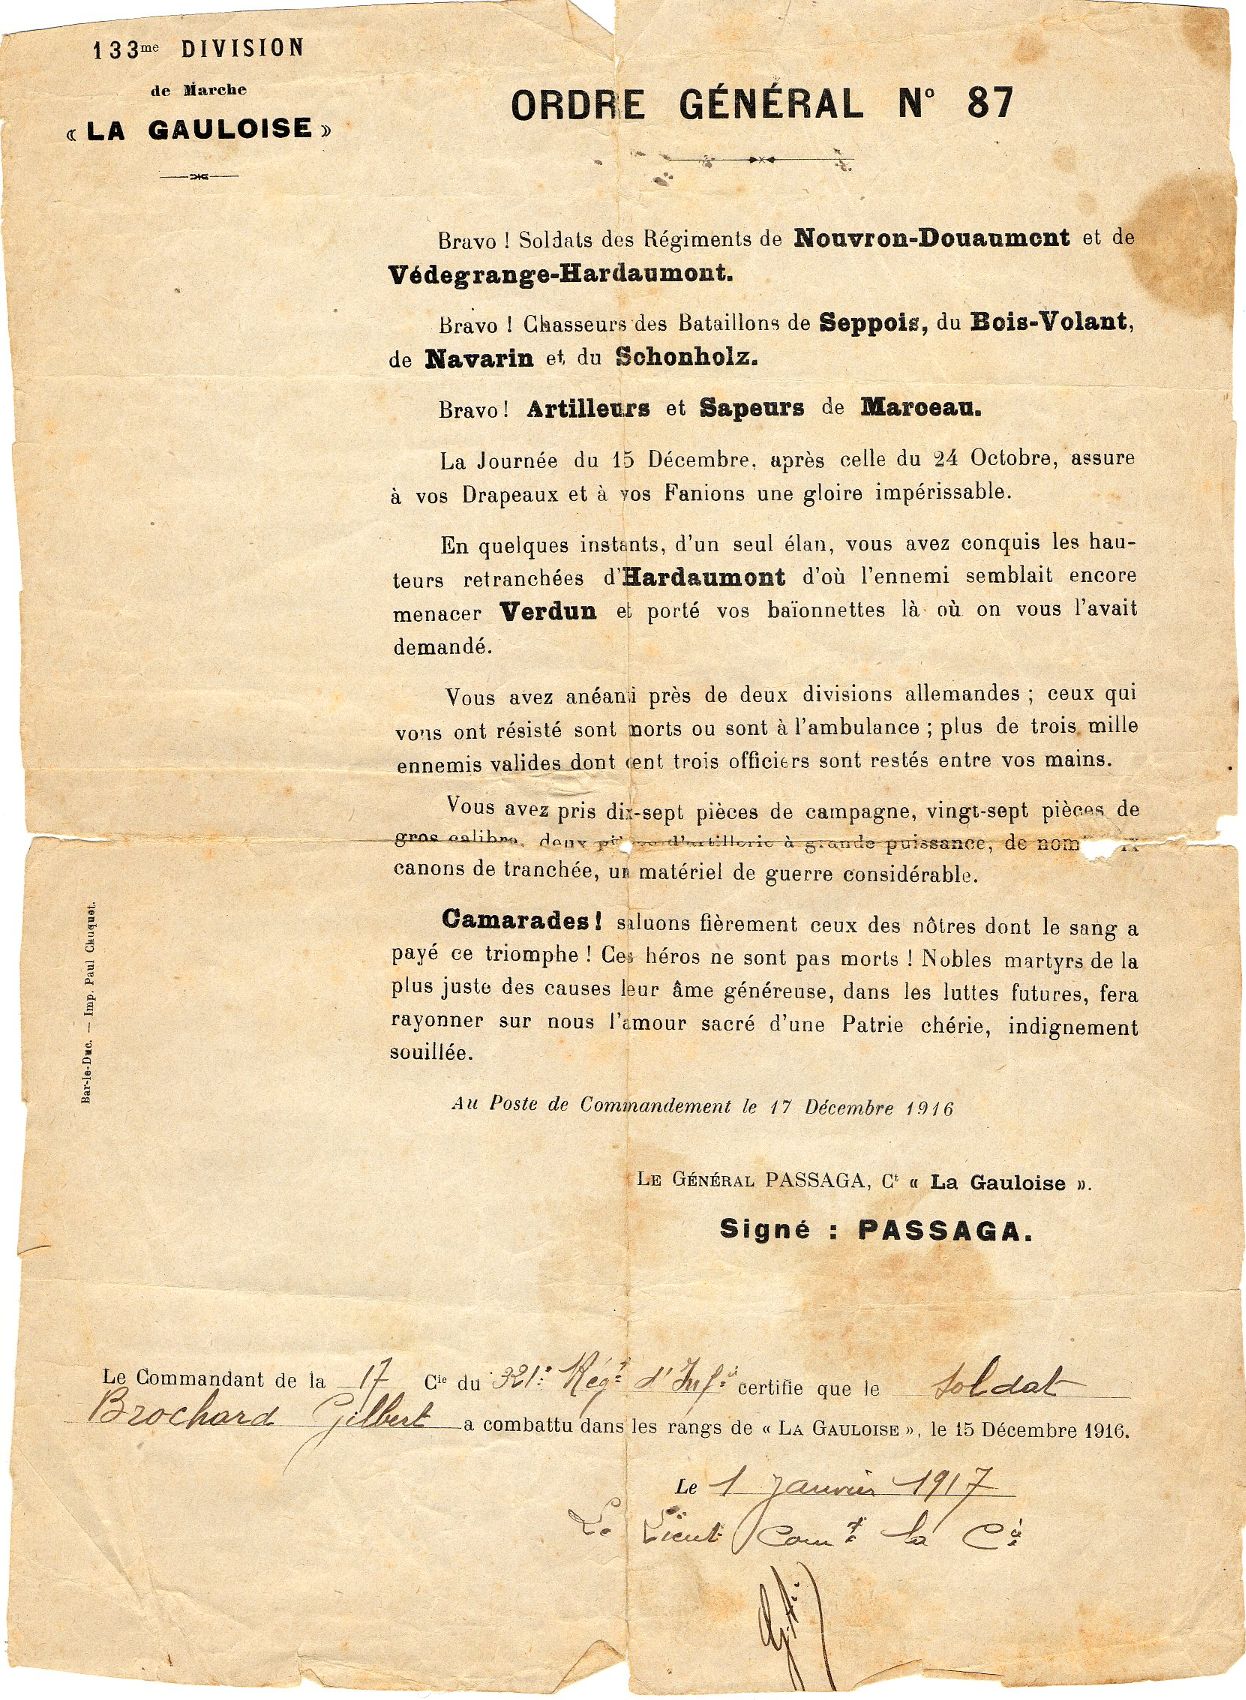 133me DIVISION
de Marche
« LA GAULOISE »
ORDRE GÉNÉRAL N° 87
Bravo ! Soldats des Régiments de Nouvron-Douaumont et de
Védegrange-Hardaumont.
Bravo ! Chasseurs des Bataillons de Seppois, du Bois-Volant,
de Navarin et du Schonholz.
Bravo ! Artilleurs et Sapeurs de Marceau.
La Journée du 15 Décembre, après celle du 24 Octobre, assure
à vos Drapeaux et à vos Fanions une gloire impérissable.
En quelques instants, d'un seul élan, vous avez conquis les hau-
teurs retranchées d'Hardaumont d'où l'ennemi semblait encore
menacer Verdun et porté vos baïonnettes là où on vous l'avait
demandé.
Vous avez anéanti près de deux divisions allemandes ; ceux qui
vous ont résisté sont morts ou sont à l'ambulance ; plus de trois mille
ennemis valides dont cent trois officiers sont restés entre vos mains.
Vous avez pris dix-sept pièces de campagne, vingt-sept pièces de
gros calibre, deux pièces d'artillerie à grande puissance, de nombreux
canons de tranchée, un matériel de guerre considérable.
Camarades ! saluons fièrement ceux des nôtres dont le sang a
payé ce triomphe ! Ces héros ne sont pas morts ! Nobles martyrs de la
plus juste des causes leur âme généreuse, dans les luttes futures, fera
rayonner sur nous l'amour sacré d'une Patrie chérie, indignement
souillée.
Au Poste de Commandement le 17 Décembre 1916
LE GÉNÉRAL PASSAGA, Ct « La Gauloise ».
Signé : PASSAGA.
Bar-le-Duc. — Imp. Paul Chuquet.
Le Commandant de la 17 Cie du 321e Régt d'Infie certifie que le soldat
Brochard Gilbert a combattu dans les rangs de « LA GAULOISE », le 15 Décembre 1916.
Le 1 Janvier 1917
Le Lieut Comt la Cie